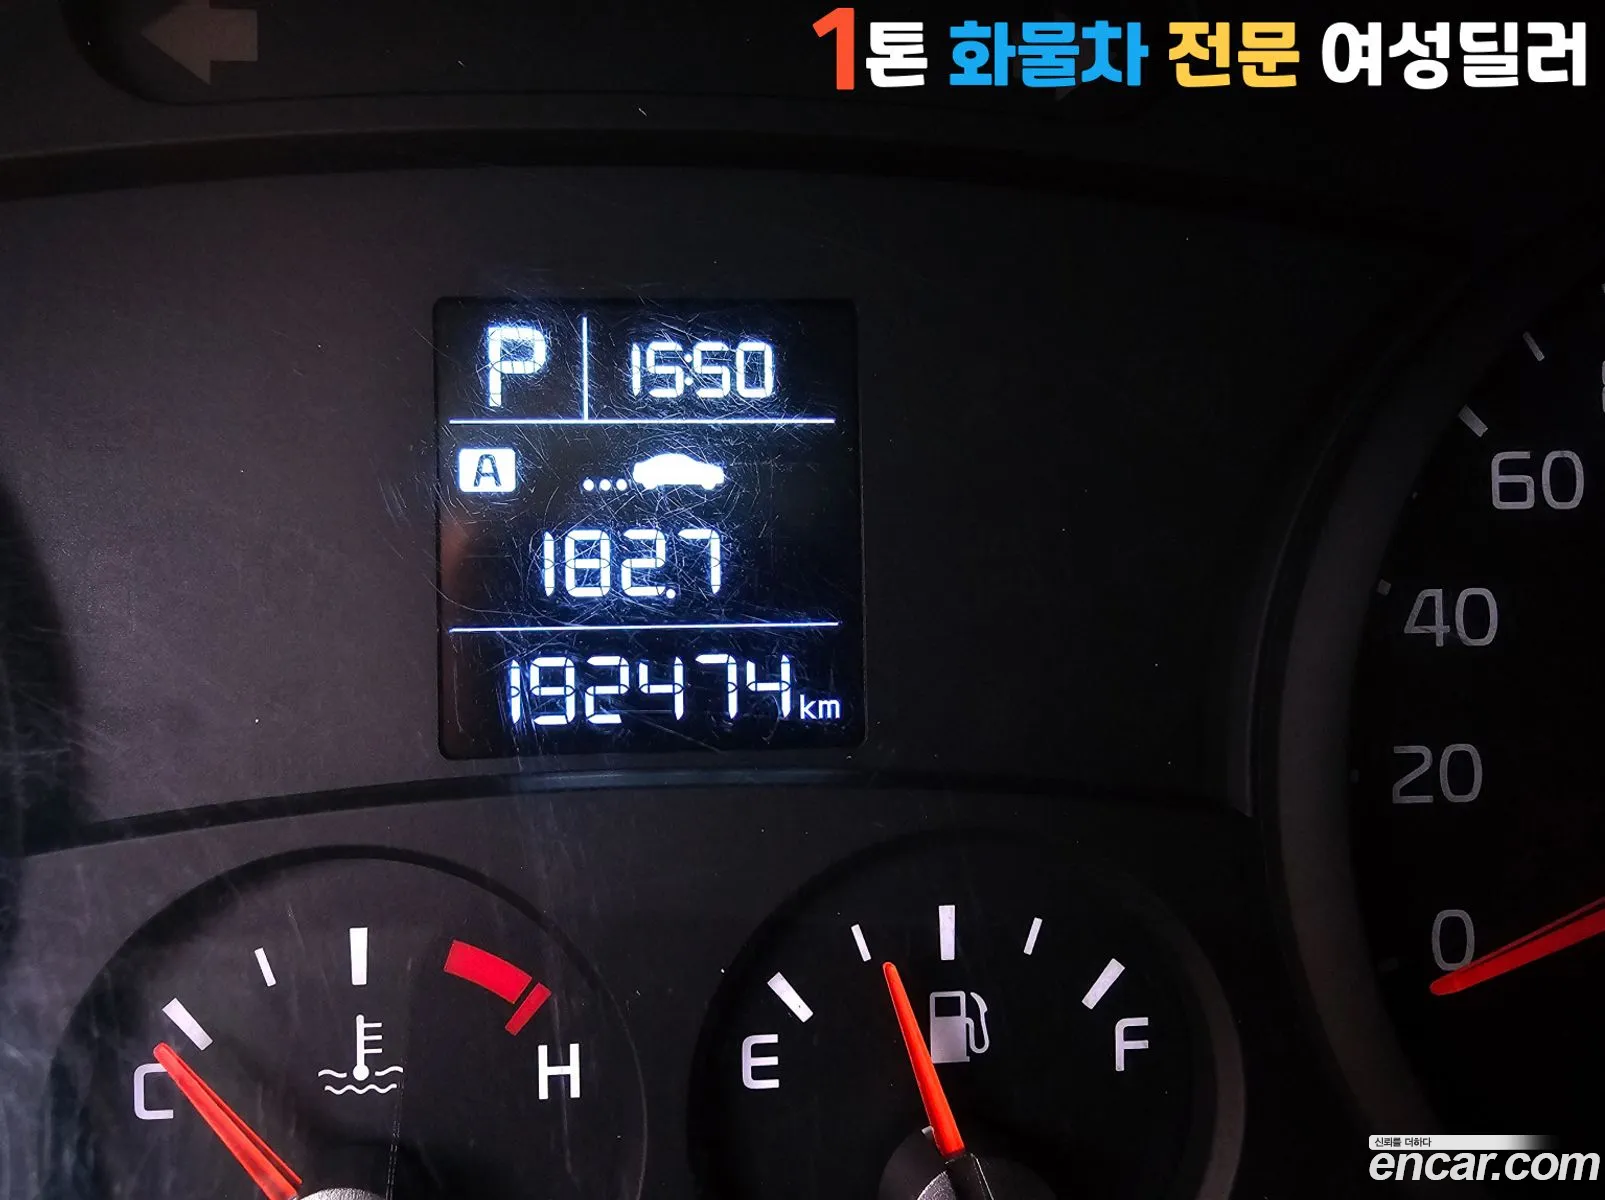 1톤 화물차 전문 여성딜러
P 15:50
A
182.7
192474km
60
40
20
0
C H
E F
신뢰를 더하다
encar.com